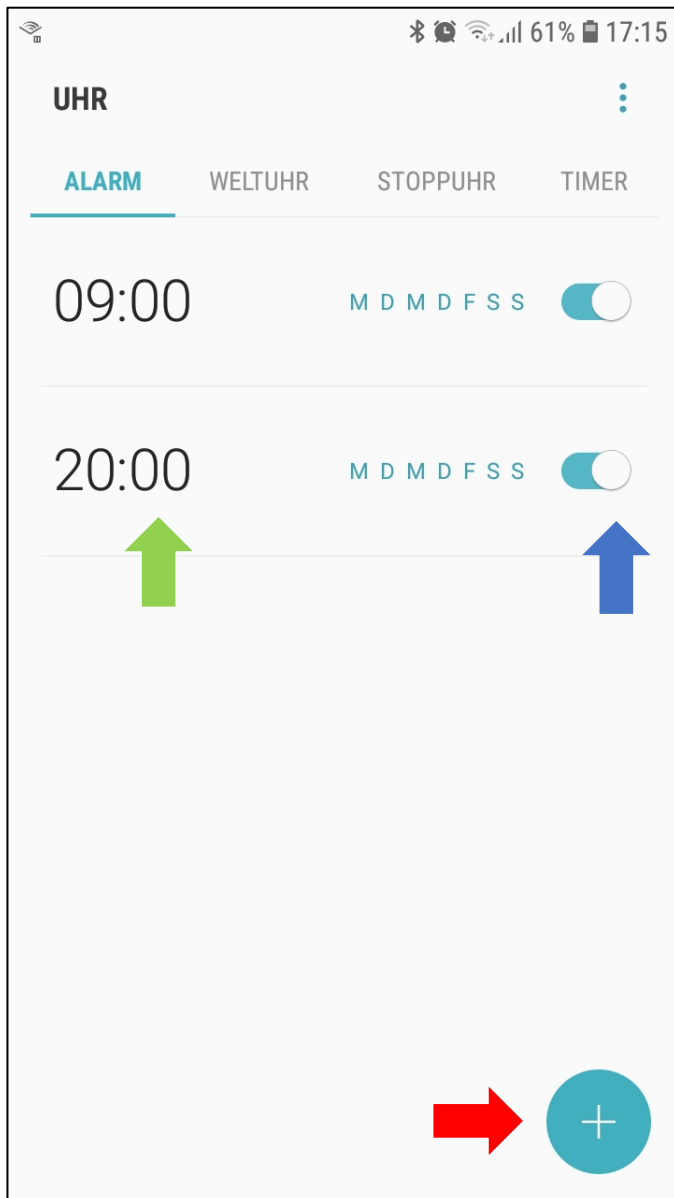 61% 17:15
UHR
ALARM WELTUHR STOPPUHR TIMER
09:00 M D M D F S S
20:00 M D M D F S S